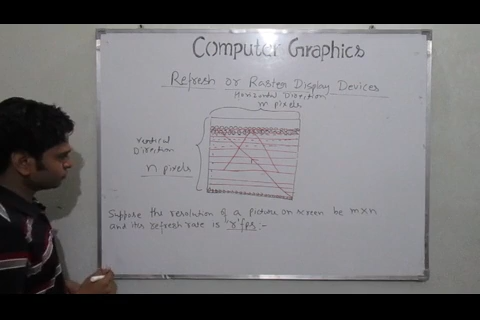 Computer Graphics
Refresh or Raster Display Devices
Horizontal Direction
m pixels
Vertical
Direction
n pixels
Suppose the resolution of a picture on screen be m×n
and its refresh rate is "r" fps :-